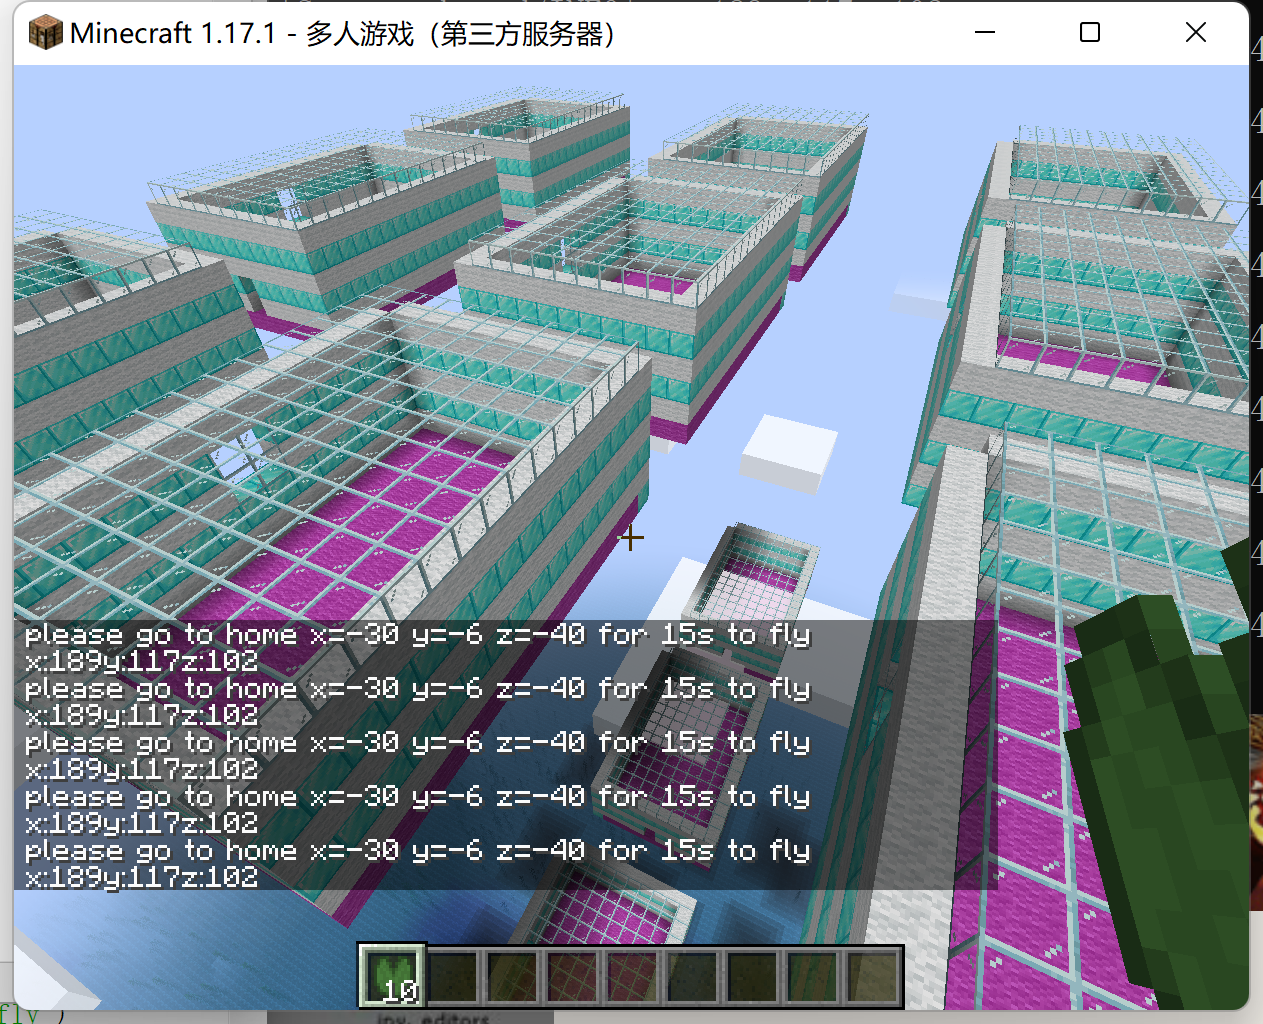 Minecraft 1.17.1 - 多人游戏（第三方服务器）
please go to home x=-30 y=-6 z=-40 for 15s to fly
x:189y:117z:102
please go to home x=-30 y=-6 z=-40 for 15s to fly
x:189y:117z:102
please go to home x=-30 y=-6 z=-40 for 15s to fly
x:189y:117z:102
please go to home x=-30 y=-6 z=-40 for 15s to fly
x:189y:117z:102
please go to home x=-30 y=-6 z=-40 for 15s to fly
x:189y:117z:102
10
fly")